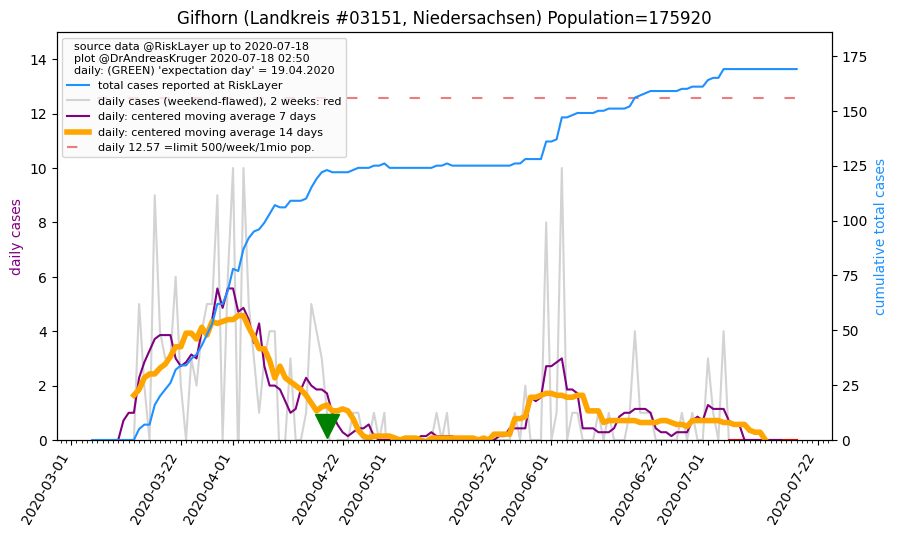 Gifhorn (Landkreis #03151, Niedersachsen) Population=175920
source data @RiskLayer up to 2020-07-18
plot @DrAndreasKruger 2020-07-18 02:50
daily: (GREEN) 'expectation day' = 19.04.2020
total cases reported at RiskLayer
daily cases (weekend-flawed), 2 weeks: red
daily: centered moving average 7 days
daily: centered moving average 14 days
daily 12.57 =limit 500/week/1mio pop.
daily cases
14
12
10
8
6
4
2
0
cumulative total cases
175
150
125
100
75
50
25
0
2020-03-01
2020-03-22
2020-04-01
2020-04-22
2020-05-01
2020-05-22
2020-06-01
2020-06-22
2020-07-01
2020-07-22